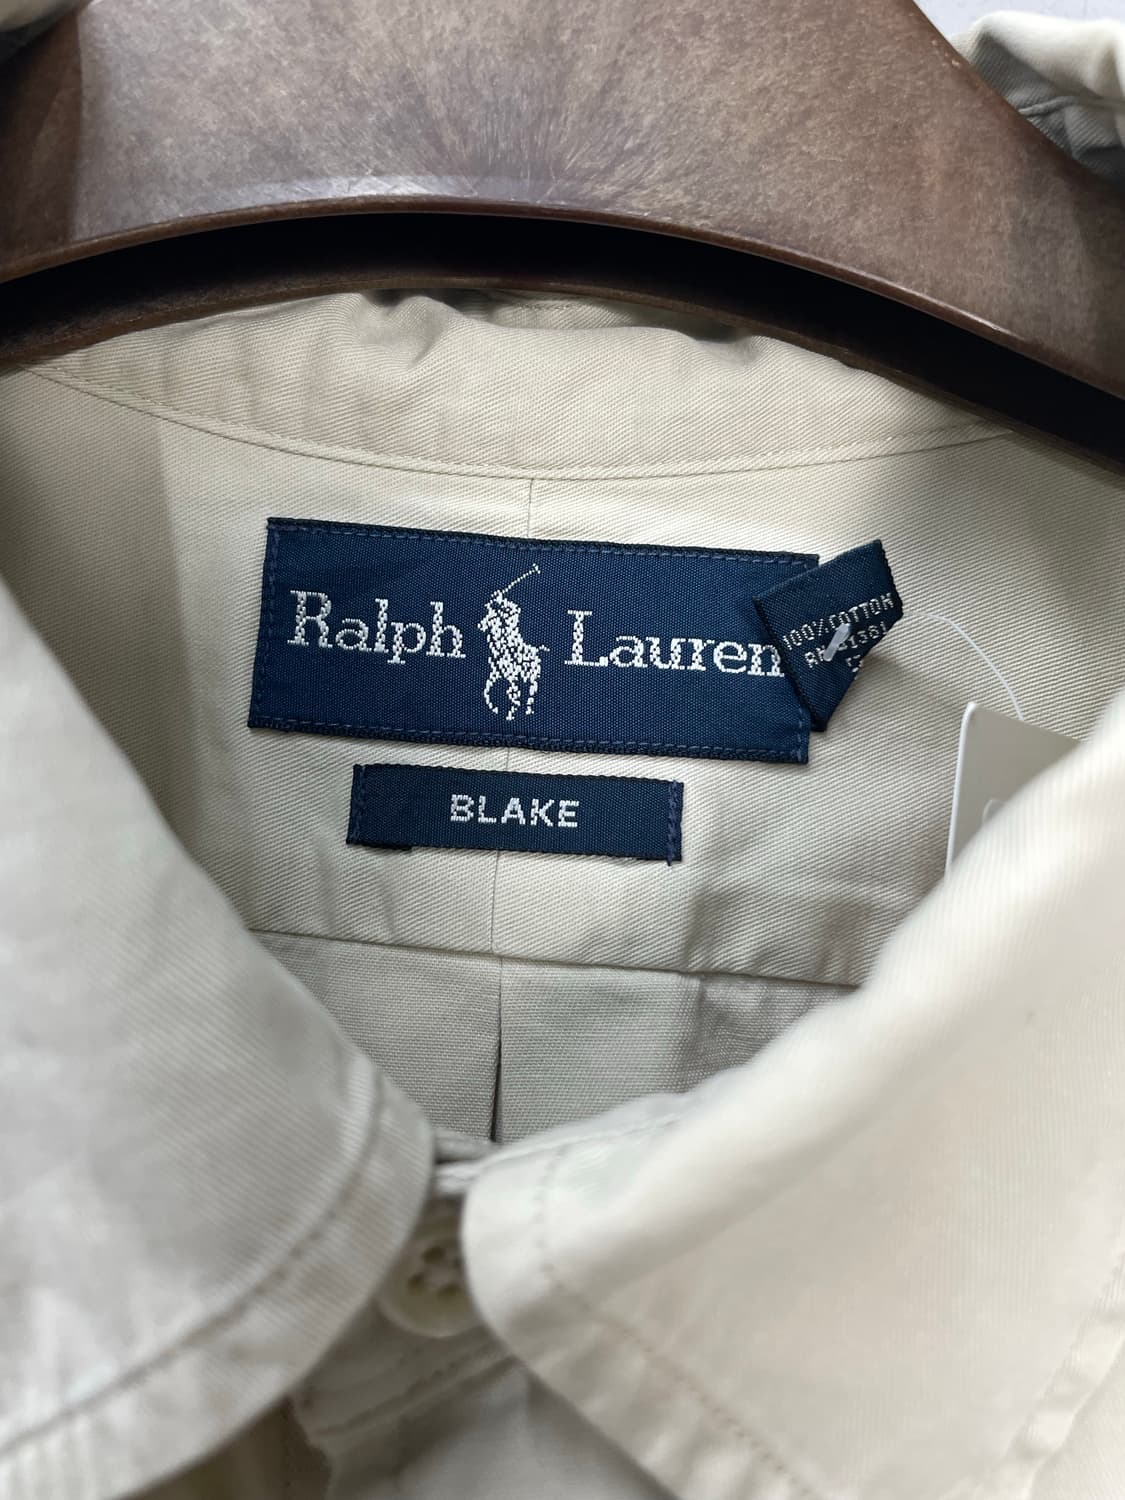 Ralph Lauren
100% COTTON
BLAKE